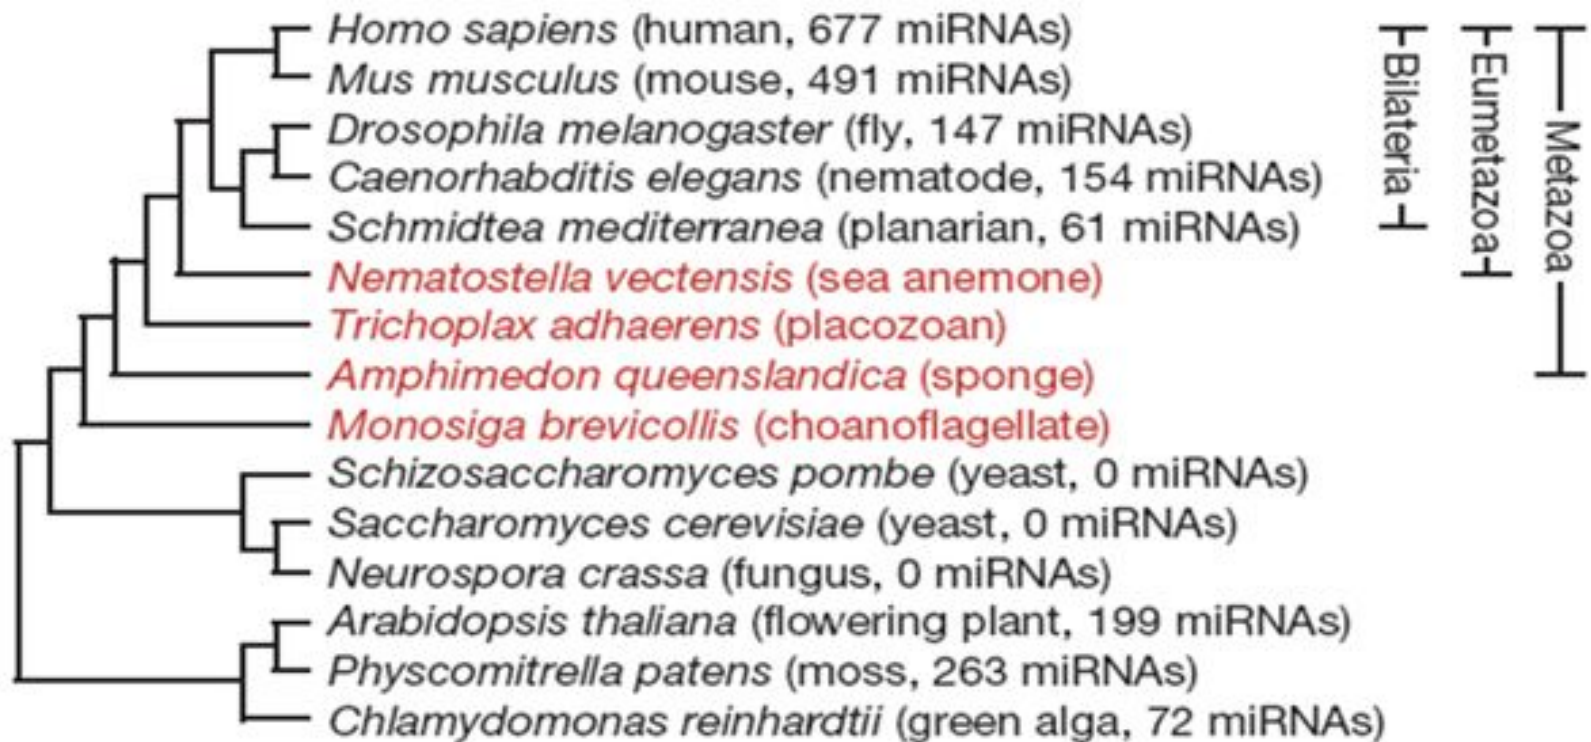 Homo sapiens (human, 677 miRNAs)
Mus musculus (mouse, 491 miRNAs)
Drosophila melanogaster (fly, 147 miRNAs)
Caenorhabditis elegans (nematode, 154 miRNAs)
Schmidtea mediterranea (planarian, 61 miRNAs)
Nematostella vectensis (sea anemone)
Trichoplax adhaerens (placozoan)
Amphimedon queenslandica (sponge)
Monosiga brevicollis (choanoflagellate)
Schizosaccharomyces pombe (yeast, 0 miRNAs)
Saccharomyces cerevisiae (yeast, 0 miRNAs)
Neurospora crassa (fungus, 0 miRNAs)
Arabidopsis thaliana (flowering plant, 199 miRNAs)
Physcomitrella patens (moss, 263 miRNAs)
Chlamydomonas reinhardtii (green alga, 72 miRNAs)
Bilateria
Eumetazoa
Metazoa